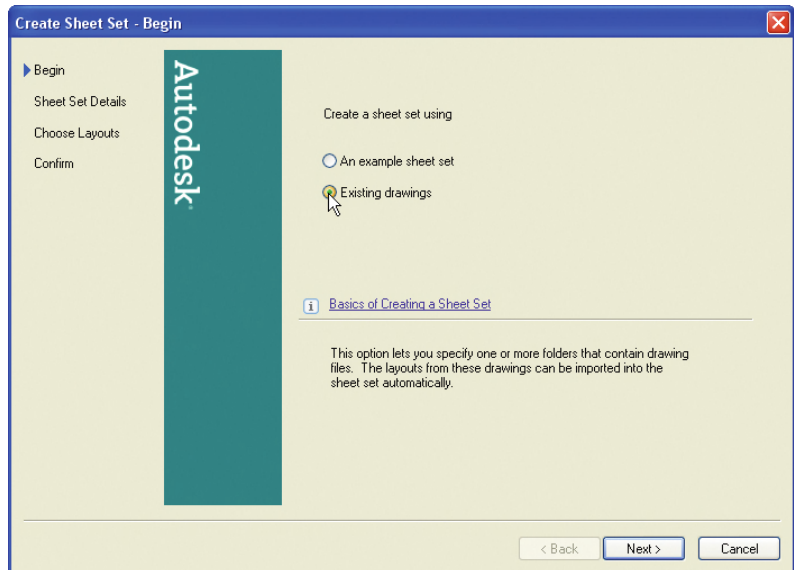 Create Sheet Set - Begin
Begin
Sheet Set Details
Choose Layouts
Confirm
Autodesk
Create a sheet set using
An example sheet set
Existing drawings
Basics of Creating a Sheet Set
This option lets you specify one or more folders that contain drawing
files. The layouts from these drawings can be imported into the
sheet set automatically.
< Back
Next >
Cancel